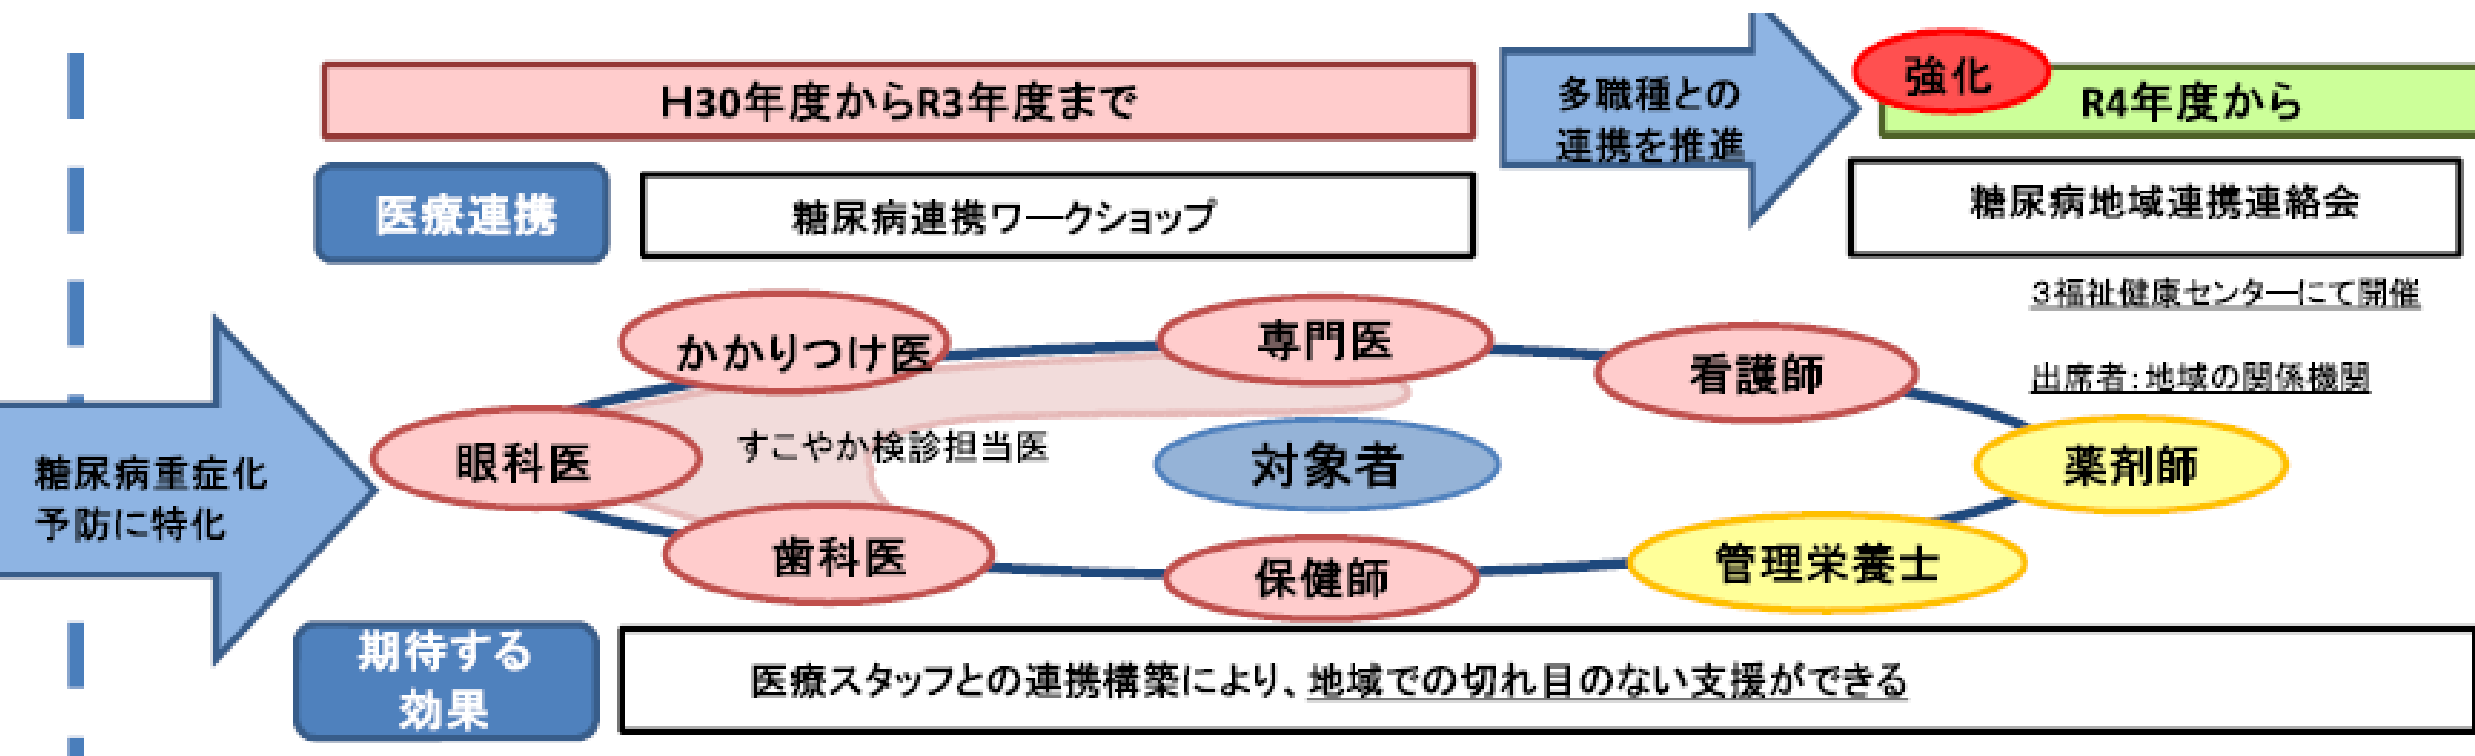 H30年度からR3年度まで
多職種との
連携を推進
強化
R4年度から
医療連携
糖尿病連携ワークショップ
糖尿病地域連携連絡会
3福祉健康センターにて開催
出席者：地域の関係機関
かかりつけ医
専門医
看護師
眼科医
すこやか検診担当医
対象者
薬剤師
糖尿病重症化
予防に特化
歯科医
保健師
管理栄養士
期待する
効果
医療スタッフとの連携構築により、地域での切れ目のない支援ができる